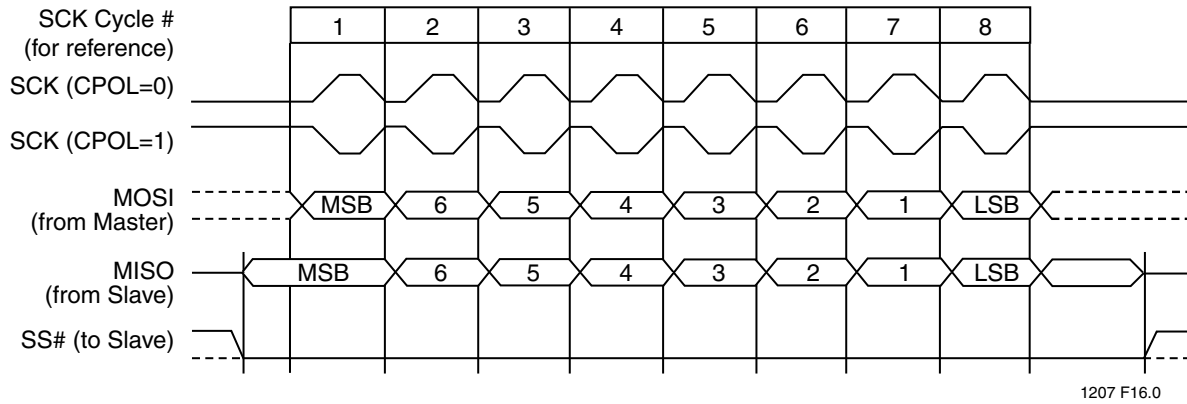 SCK Cycle # 1 2 3 4 5 6 7 8
(for reference)
SCK (CPOL=0)
SCK (CPOL=1)
MOSI MSB 6 5 4 3 2 1 LSB
(from Master)
MISO MSB 6 5 4 3 2 1 LSB
(from Slave)
SS# (to Slave)
1207 F16.0